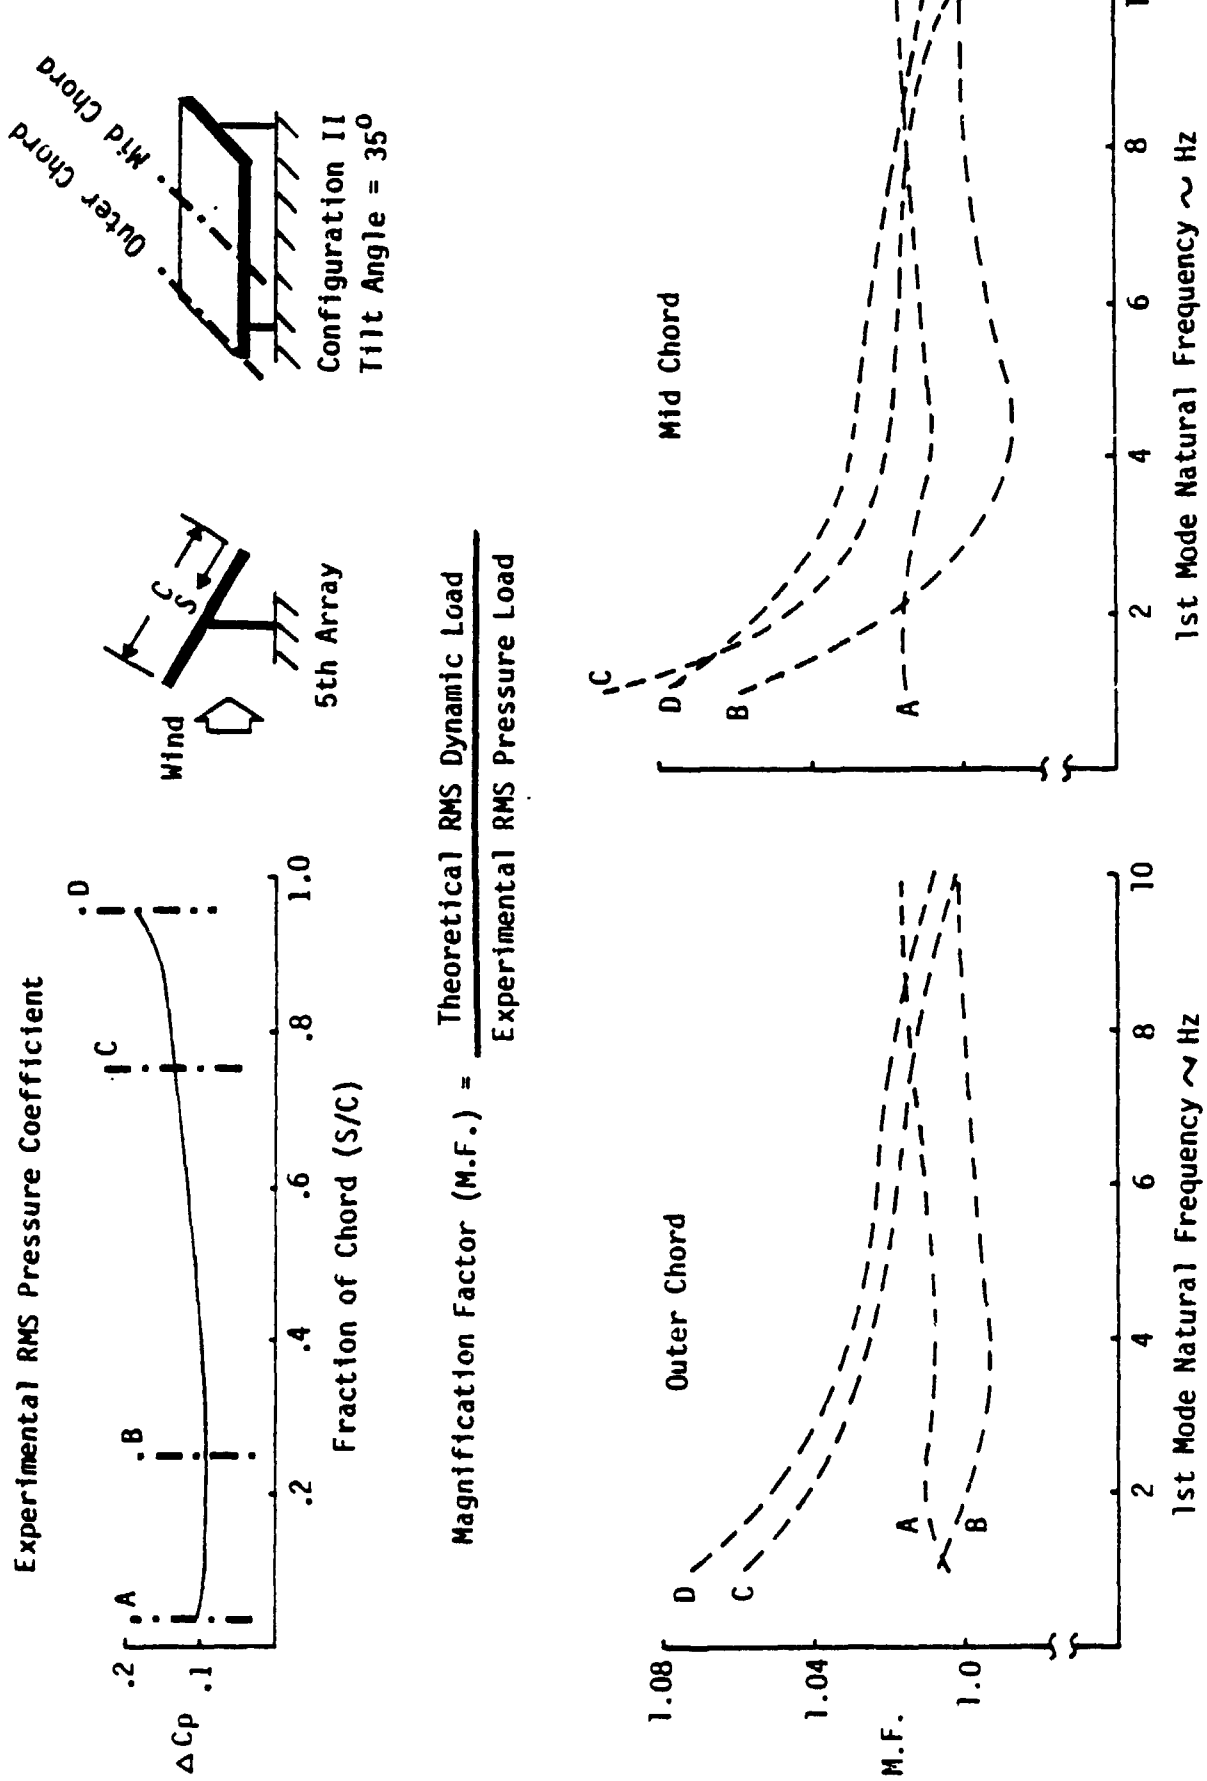 Experimental RMS Pressure Coefficient
ΔCp
.2
.1
A
B
C
D
.2
.4
.6
.8
1.0
Fraction of Chord (S/C)
Wind
C
S
5th Array
Outer Chord
Mid Chord
Configuration II
Tilt Angle = 35°
Magnification Factor (M.F.) = Theoretical RMS Dynamic Load
Experimental RMS Pressure Load
Outer Chord
M.F.
1.08
1.04
1.0
D
C
A
B
2
4
6
8
10
1st Mode Natural Frequency ~ Hz
Mid Chord
C
D
B
A
2
4
6
8
1st Mode Natural Frequency ~ Hz